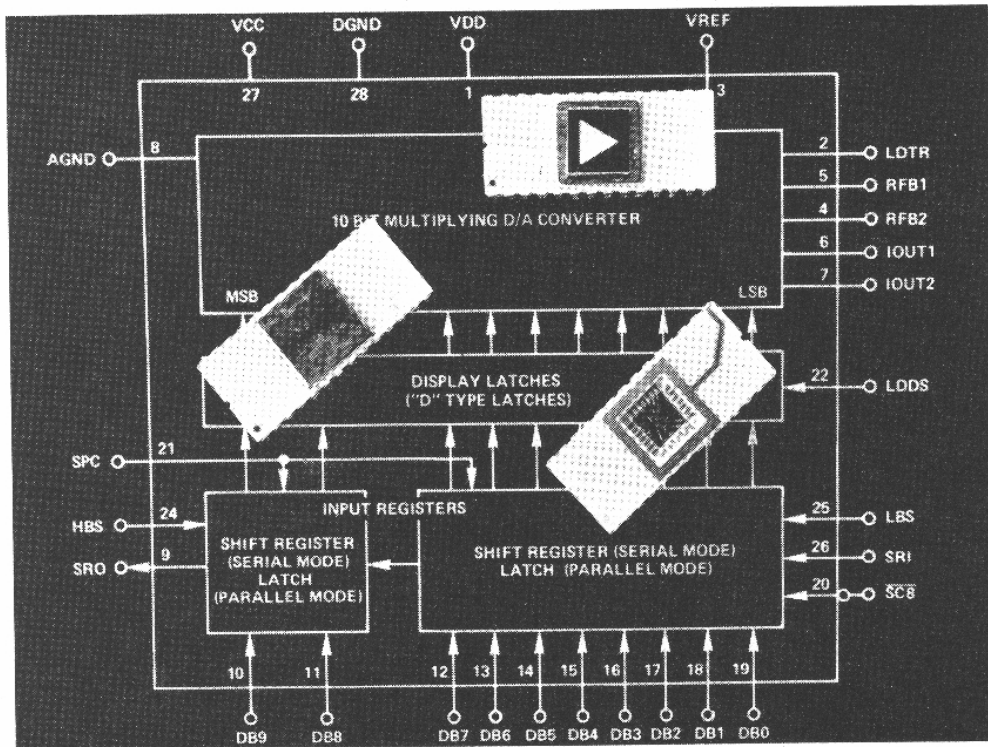 VCC DGND VDD VREF
27 28 1 3
AGND 8
2 LDTR
5 RFB1
10 BIT MULTIPLYING D/A CONVERTER
4 RFB2
6 IOUT1
7 IOUT2
MSB LSB
DISPLAY LATCHES
("D" TYPE LATCHES)
22 LDDS
SPC 21
INPUT REGISTERS
HBS 24
25 LBS
SHIFT REGISTER
(SERIAL MODE)
LATCH
(PARALLEL MODE)
SHIFT REGISTER (SERIAL MODE)
LATCH (PARALLEL MODE)
SRO 9
26 SRI
20 SC8
10 11 12 13 14 15 16 17 18 19
DB9 DB8 DB7 DB6 DB5 DB4 DB3 DB2 DB1 DB0